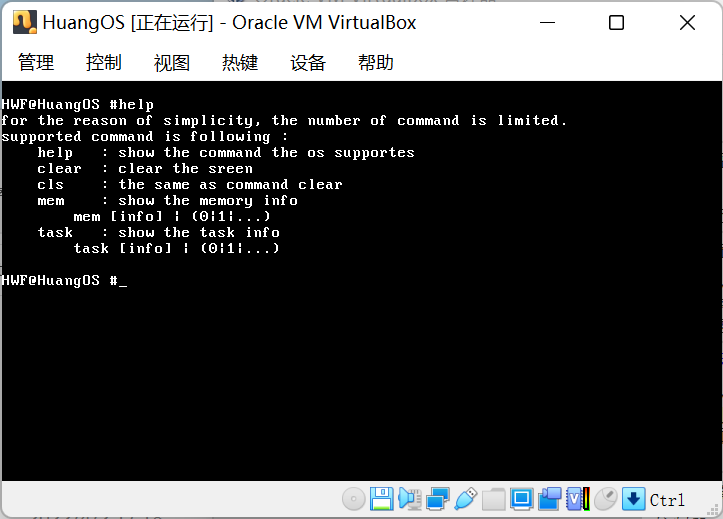 HuangOS [正在运行] - Oracle VM VirtualBox
管理 控制 视图 热键 设备 帮助
HWF@HuangOS #help
for the reason of simplicity, the number of command is limited.
supported command is following :
    help   : show the command the os supportes
    clear  : clear the sreen
    cls    : the same as command clear
    mem    : show the memory info
        mem [info] | (0|1|...)
    task   : show the task info
        task [info] | (0|1|...)
HWF@HuangOS #_
Ctrl